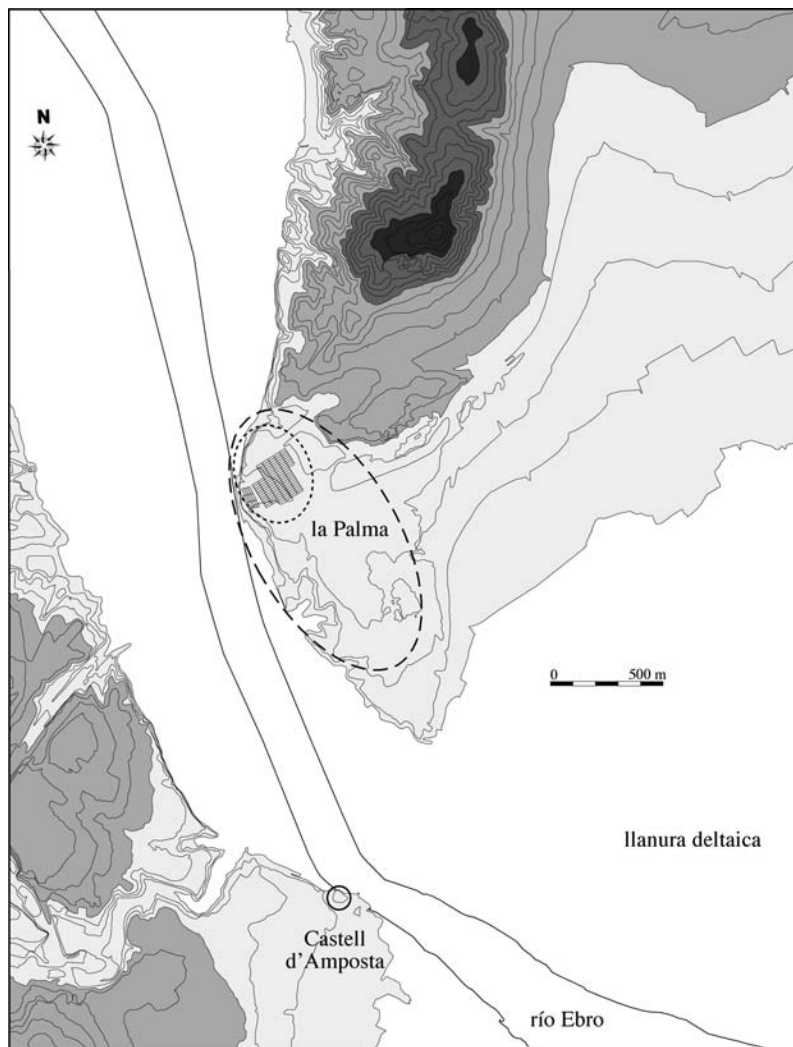 N
la Palma
0 500 m
llanura deltaica
Castell
d'Amposta
río Ebro